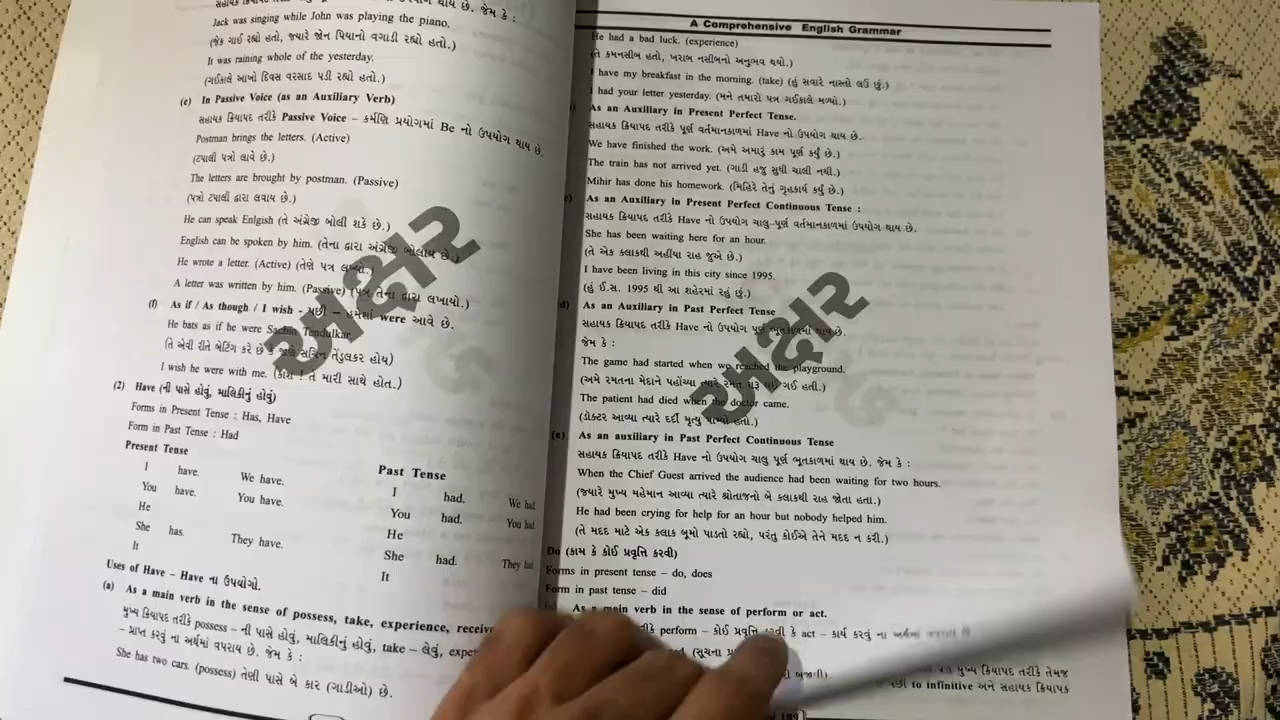 સહાયક ક્રિયાપદ થાય છે. જેમ કે :
Jack was singing while John was playing the piano.
(જેક ગાઈ રહ્યો હતો, જ્યારે જોન પિયાનો વગાડી રહ્યો હતો.)
It was raining whole of the yesterday.
(ગઈકાલે આખો દિવસ વરસાદ પડી રહ્યો હતો.)
(e) In Passive Voice (as an Auxiliary Verb)
સહાયક ક્રિયાપદ તરીકે Passive Voice – કર્મણિ પ્રયોગમાં Be નો ઉપયોગ થાય છે.
Postman brings the letters. (Active)
(ટપાલી પત્રો લાવે છે.)
The letters are brought by postman. (Passive)
(પત્રો ટપાલી દ્વારા લવાય છે.)
He can speak Enlgish (તે અંગ્રેજી બોલી શકે છે.)
English can be spoken by him. (તેના દ્વારા અંગ્રેજી બોલાય છે.)
He wrote a letter. (Active) (તેણે પત્ર લખ્યો
A letter was written by him. (Passive) (પત્ર તેના દ્વારા લખાયો.)
(f) As if / As though / I wish - પછી – હંમેશાં were આવે છે.
He bats as if he were Sachin Tendulkar.
(તે એવી રીતે બેટિંગ કરે છે કે જાણે સચિન તેંડુલકર હોય)
I wish he were with me. (કાશ ! તે મારી સાથે હોત.)
(2) Have (ની પાસે હોવું, માલિકીનું હોવું)
Forms in Present Tense : Has, Have
Form in Past Tense : Had
Present Tense Past Tense
I have. We have. I had. We had
You have. You have. You had. You had
He He
She has. They have. She had. They had
It It
Uses of Have – Have ના ઉપયોગો.
(a) As a main verb in the sense of possess, take, experience, receive
મુખ્ય ક્રિયાપદ તરીકે possess – ની પાસે હોવું, માલિકીનું હોવું, take – લેવું,
– પ્રાપ્ત કરવું ના અર્થમાં વપરાય છે. જેમ કે :
She has two cars. (possess) તેણી પાસે બે કાર (ગાડીઓ) છે.
A Comprehensive English Grammar
He had a bad luck. (experience)
(તે કમનસીબ હતો, ખરાબ નસીબનો અનુભવ થયો.)
I have my breakfast in the morning. (take) (હું સવારે નાસ્તો લઉં છું.)
I had your letter yesterday. (મને તમારો પત્ર ગઈકાલે મળ્યો.)
As an Auxiliary in Present Perfect Tense.
સહાયક ક્રિયાપદ તરીકે પૂર્ણ વર્તમાનકાળમાં Have નો ઉપયોગ થાય છે.
We have finished the work. (અમે અમારું કામ પૂર્ણ કર્યું છે.)
The train has not arrived yet. (ગાડી હજુ સુધી ચાલી નથી.)
Mihir has done his homework. (મિહિરે તેનું ગૃહકાર્ય કર્યું છે.)
As an Auxiliary in Present Perfect Continuous Tense :
સહાયક ક્રિયાપદ તરીકે Have નો ઉપયોગ ચાલુ–પૂર્ણ વર્તમાનકાળમાં ઉપયોગ થાય છે.
She has been waiting here for an hour.
(તે એક કલાકથી અહીંયા રાહ જુએ છે.)
I have been living in this city since 1995.
(હું ઈ.સ. 1995 થી આ શહેરમાં રહું છું.)
d) As an Auxiliary in Past Perfect Tense
સહાયક ક્રિયાપદ તરીકે Have નો ઉપયોગ પૂર્ણ ભૂતકાળમાં થાય છે.
જેમ કે :
The game had started when we reached the playground.
(અમે રમતના મેદાને પહોંચ્યા ત્યારે રમત શરૂ થઈ ગઈ હતી.)
The patient had died when the doctor came.
(ડૉક્ટર આવ્યા ત્યારે દર્દી મૃત્યુ પામ્યો હતો.)
(e) As an auxiliary in Past Perfect Continuous Tense
સહાયક ક્રિયાપદ તરીકે Have નો ઉપયોગ ચાલુ પૂર્ણ ભૂતકાળમાં થાય છે. જેમ કે :
When the Chief Guest arrived the audience had been waiting for two hours.
(જ્યારે મુખ્ય મહેમાન આવ્યા ત્યારે શ્રોતાજનો બે કલાકથી રાહ જોતા હતા.)
He had been crying for help for an hour but nobody helped him.
(તે મદદ માટે એક કલાક બૂમો પાડતો રહ્યો, પરંતુ કોઈએ તેને મદદ ન કરી.)
Do (કામ કે કોઈ પ્રવૃત્તિ કરવી)
Forms in present tense – do, does
Form in past tense – did
As a main verb in the sense of perform or act.
perform – કોઈ પ્રવૃત્તિ કરવી કે act – કાર્ય કરવું ના અર્થમાં
(સૂચના
મુખ્ય ક્રિયાપદ તરીકે તેમજ
પછી to infinitive અને સહાયક ક્રિયાપદ
189
અક્ષર
અક્ષર